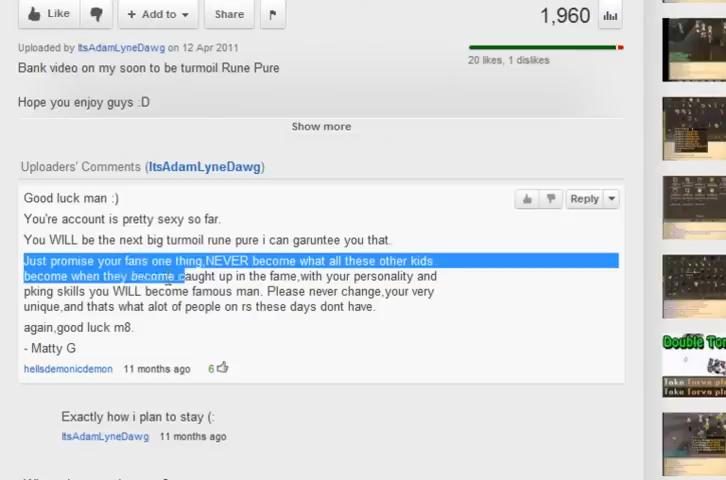 Like
Add to
Share
1,960
Uploaded by ItsAdamLyneDawg on 12 Apr 2011
20 likes, 1 dislikes
Bank video on my soon to be turmoil Rune Pure
Hope you enjoy guys :D
Show more
Uploaders' Comments (ItsAdamLyneDawg)
Good luck man :)
Reply
You're account is pretty sexy so far.
You WILL be the next big turmoil rune pure i can garuntee you that.
Just promise your fans one thing,NEVER become what all these other kids
become when they become caught up in the fame,with your personality and
pking skills you WILL become famous man. Please never change,your very
unique,and thats what alot of people on rs these days dont have.
again,good luck m8.
- Matty G
hellsdemonicdemon 11 months ago 6
Exactly how i plan to stay (:
ItsAdamLyneDawg 11 months ago